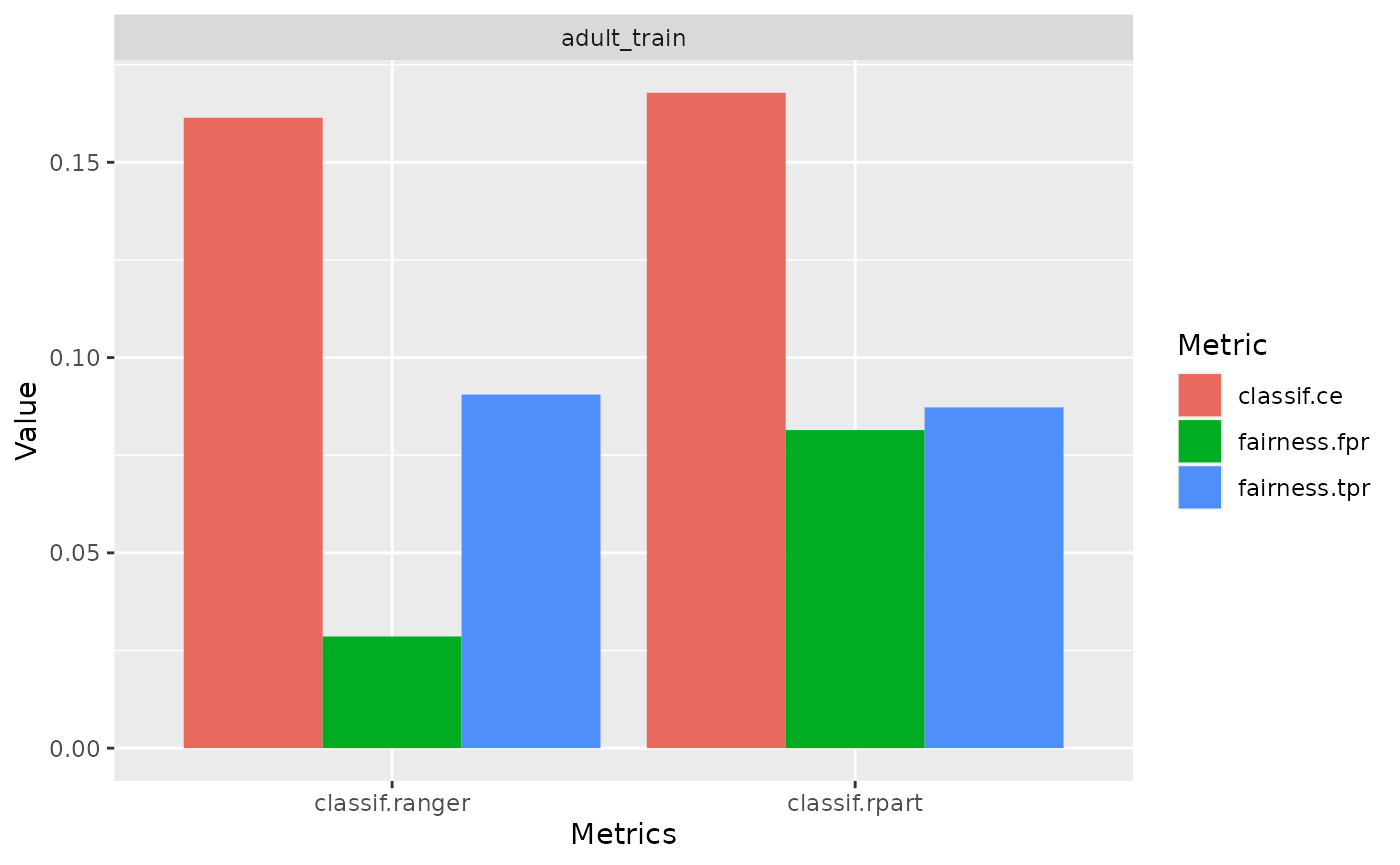 adult_train
0.15
0.10
0.05
0.00
Value
classif.ranger
classif.rpart
Metrics
Metric
classif.ce
fairness.fpr
fairness.tpr